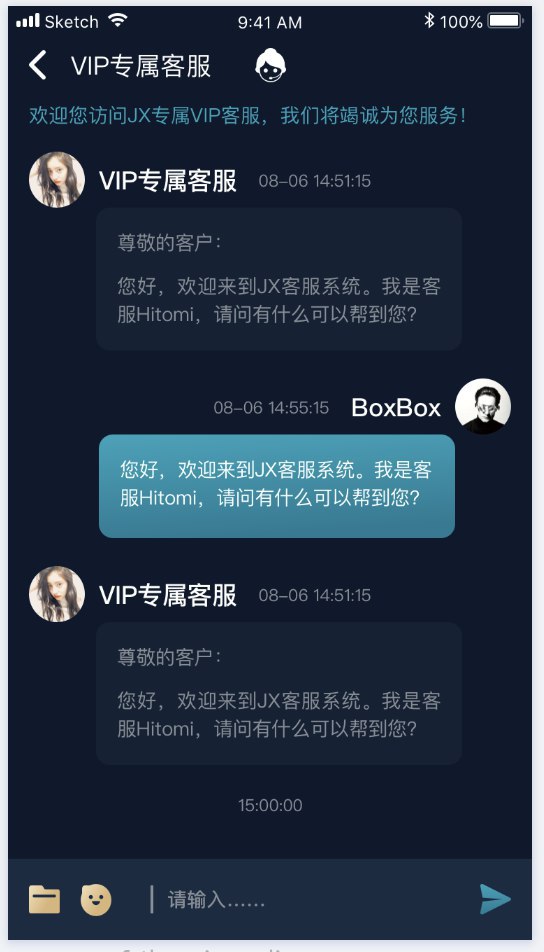 Sketch 9:41 AM 100%
VIP专属客服
欢迎您访问JX专属VIP客服，我们将竭诚为您服务！
VIP专属客服 08-06 14:51:15
尊敬的客户：
您好，欢迎来到JX客服系统。我是客
服Hitomi，请问有什么可以帮到您?
08-06 14:55:15 BoxBox
您好，欢迎来到JX客服系统。我是客
服Hitomi，请问有什么可以帮到您?
VIP专属客服 08-06 14:51:15
尊敬的客户：
您好，欢迎来到JX客服系统。我是客
服Hitomi，请问有什么可以帮到您?
15:00:00
请输入......